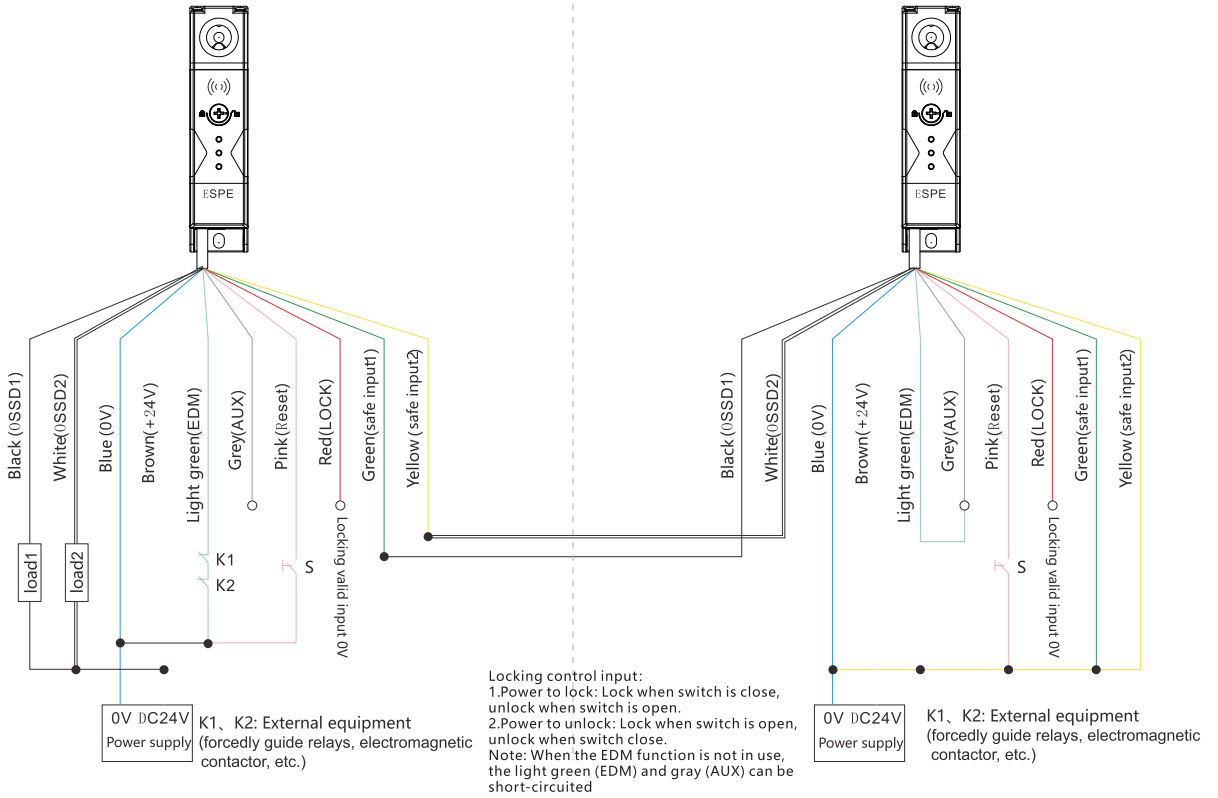 ESPE
ESPE
Black (0SSD1)
White(0SSD2)
Blue (0V)
Brown(+24V)
Light green(EDM)
Grey(AUX)
Pink(Reset)
Red(LOCK)
Green(safe input1)
Yellow (safe input2)
Black (0SSD1)
White(0SSD2)
Blue (0V)
Brown(+24V)
Light green(EDM)
Grey(AUX)
Pink(Reset)
Red(LOCK)
Green(safe input1)
Yellow (safe input2)
load1
load2
K1
K2
S
Locking valid input 0V
S
Locking valid input 0V
0V DC24V
Power supply
K1、K2: External equipment
(forcedly guide relays, electromagnetic
contactor, etc.)
Locking control input:
1.Power to lock: Lock when switch is close,
unlock when switch is open.
2.Power to unlock: Lock when switch is open,
unlock when switch close.
Note: When the EDM function is not in use,
the light green (EDM) and gray (AUX) can be
short-circuited
0V DC24V
Power supply
K1、K2: External equipment
(forcedly guide relays, electromagnetic
contactor, etc.)